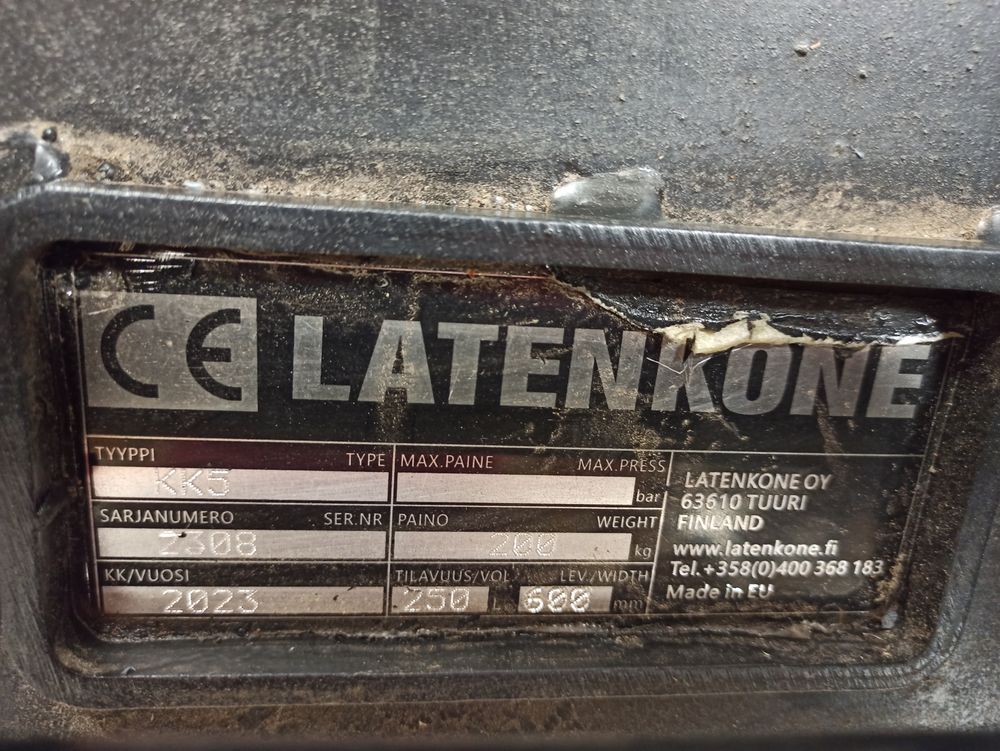 CE LATENKONE
TYYPPI TYPE
KK5
MAX.PAINE MAX.PRESS
bar
SARJANUMERO SER.NR
2308
PAINO WEIGHT
200 kg
KK/VUOSI
2023
TILAVUUS/VOL LEV./WIDTH
250 L 600 mm
LATENKONE OY
63610 TUURI
FINLAND
www.latenkone.fi
Tel.+358(0)400 368 183
Made in EU